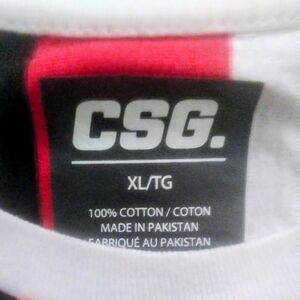 CSG.
XL/TG
100% COTTON / COTON
MADE IN PAKISTAN
FABRIQUÉ AU PAKISTAN